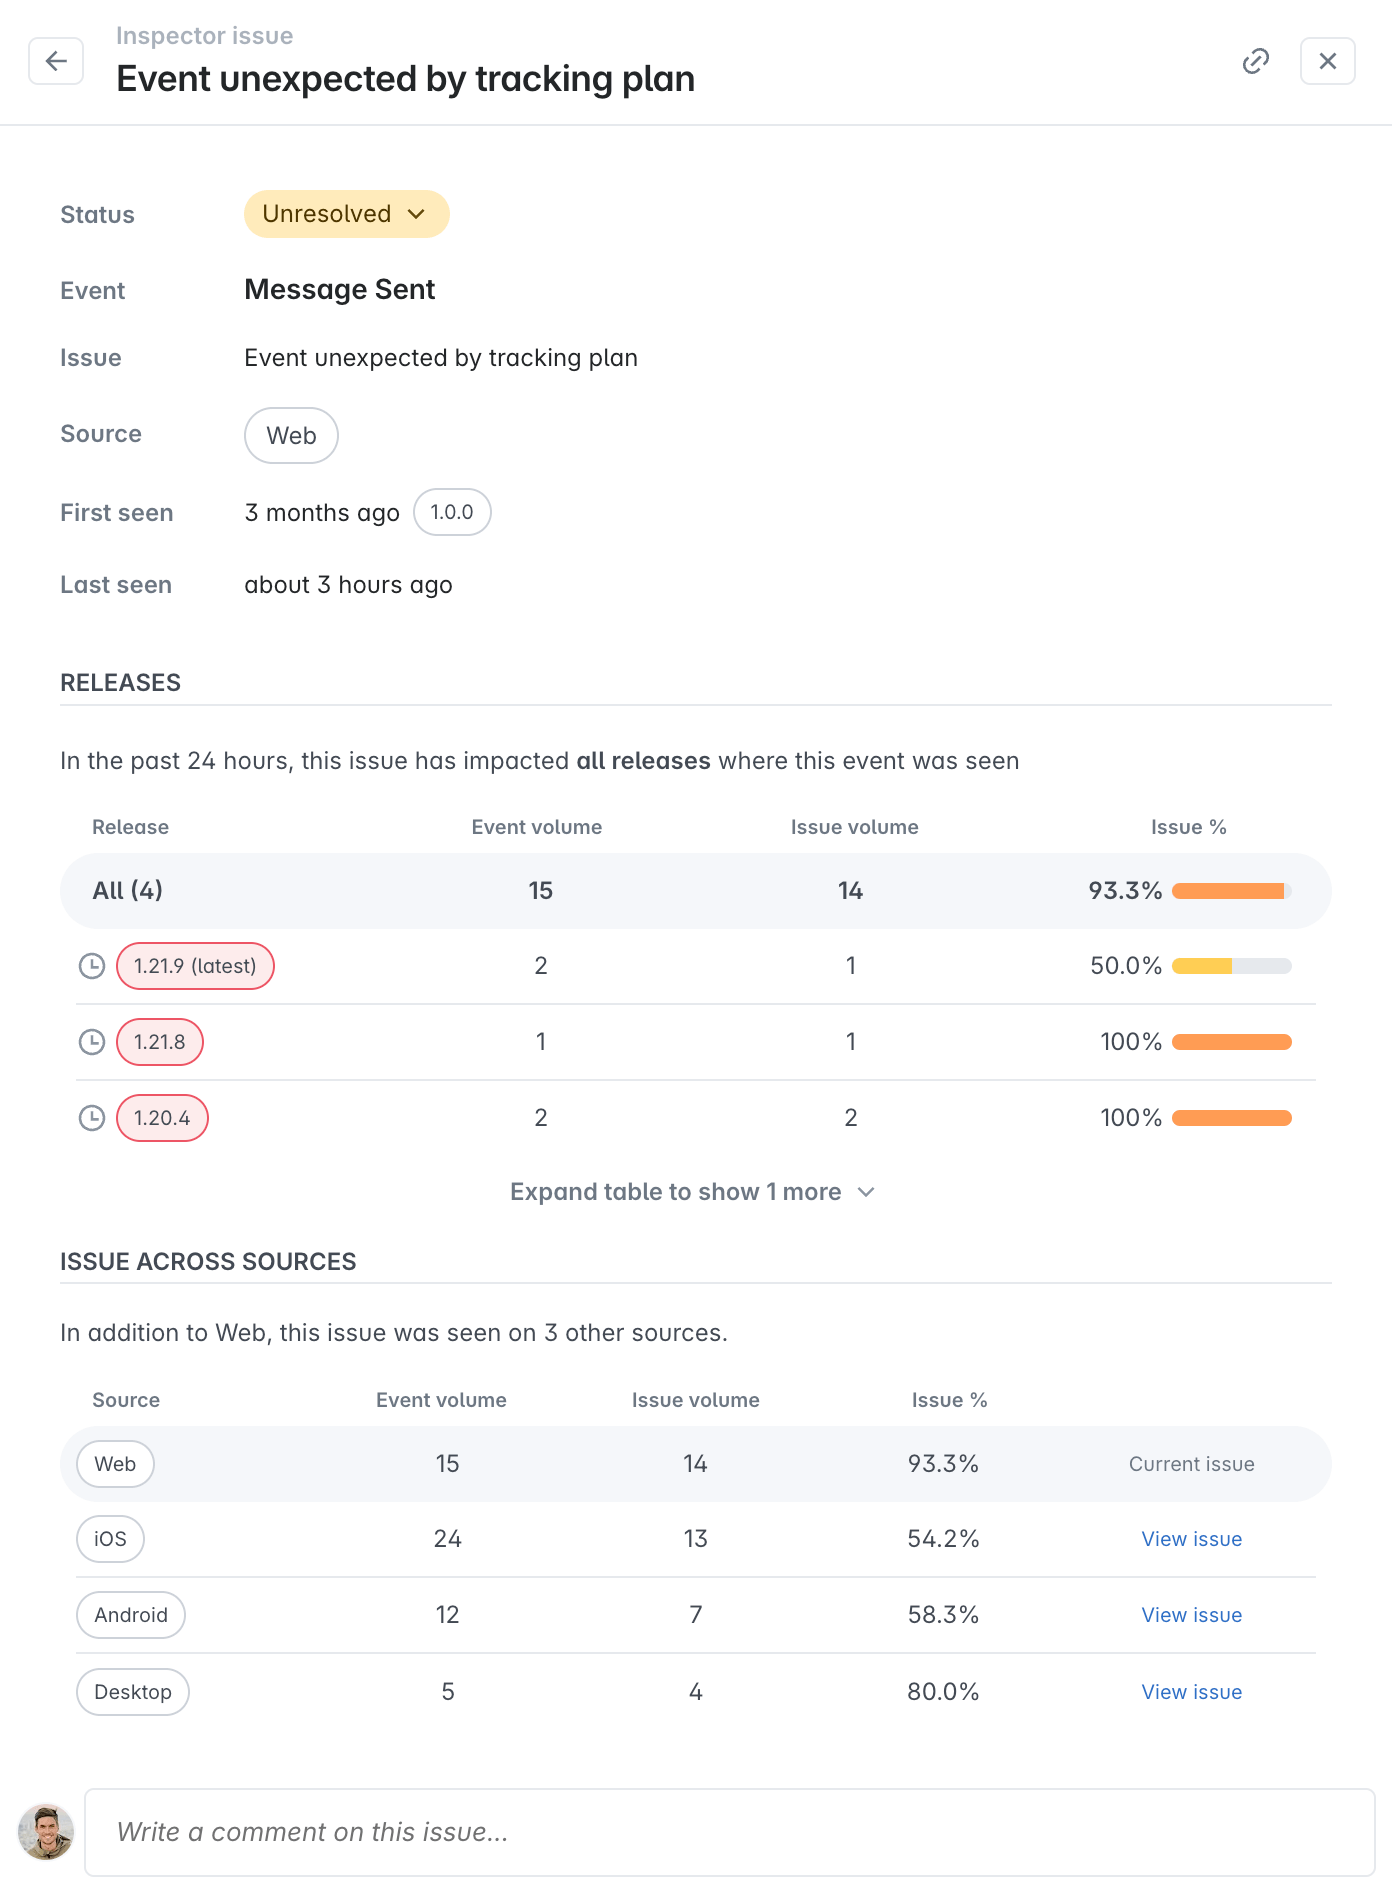 Inspector issue
Event unexpected by tracking plan
Status Unresolved
Event Message Sent
Issue Event unexpected by tracking plan
Source Web
First seen 3 months ago 1.0.0
Last seen about 3 hours ago
RELEASES
In the past 24 hours, this issue has impacted all releases where this event was seen
Release Event volume Issue volume Issue %
All (4) 15 14 93.3%
1.21.9 (latest) 2 1 50.0%
1.21.8 1 1 100%
1.20.4 2 2 100%
Expand table to show 1 more
ISSUE ACROSS SOURCES
In addition to Web, this issue was seen on 3 other sources.
Source Event volume Issue volume Issue %
Web 15 14 93.3% Current issue
iOS 24 13 54.2% View issue
Android 12 7 58.3% View issue
Desktop 5 4 80.0% View issue
Write a comment on this issue...